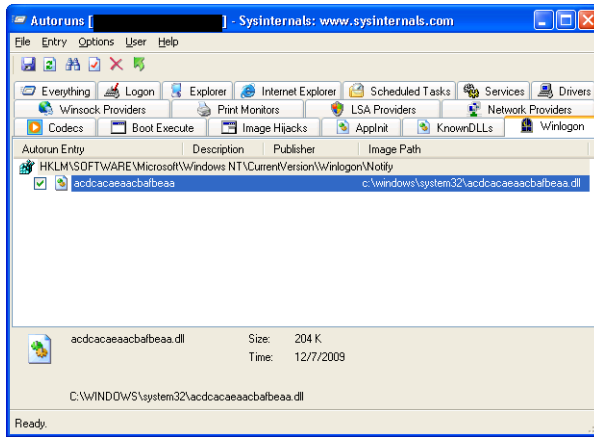 Autoruns [ ] - Sysinternals: www.sysinternals.com
File Entry Options User Help
Everything Logon Explorer Internet Explorer Scheduled Tasks Services Drivers
Winsock Providers Print Monitors LSA Providers Network Providers
Codecs Boot Execute Image Hijacks AppInit KnownDLLs Winlogon
Autorun Entry Description Publisher Image Path
HKLM\SOFTWARE\Microsoft\Windows NT\CurrentVersion\Winlogon\Notify
acdcacaeaacbafbeaa c:\windows\system32\acdcacaeaacbafbeaa.dll
acdcacaeaacbafbeaa.dll Size: 204 K
Time: 12/7/2009
C:\WINDOWS\system32\acdcacaeaacbafbeaa.dll
Ready.